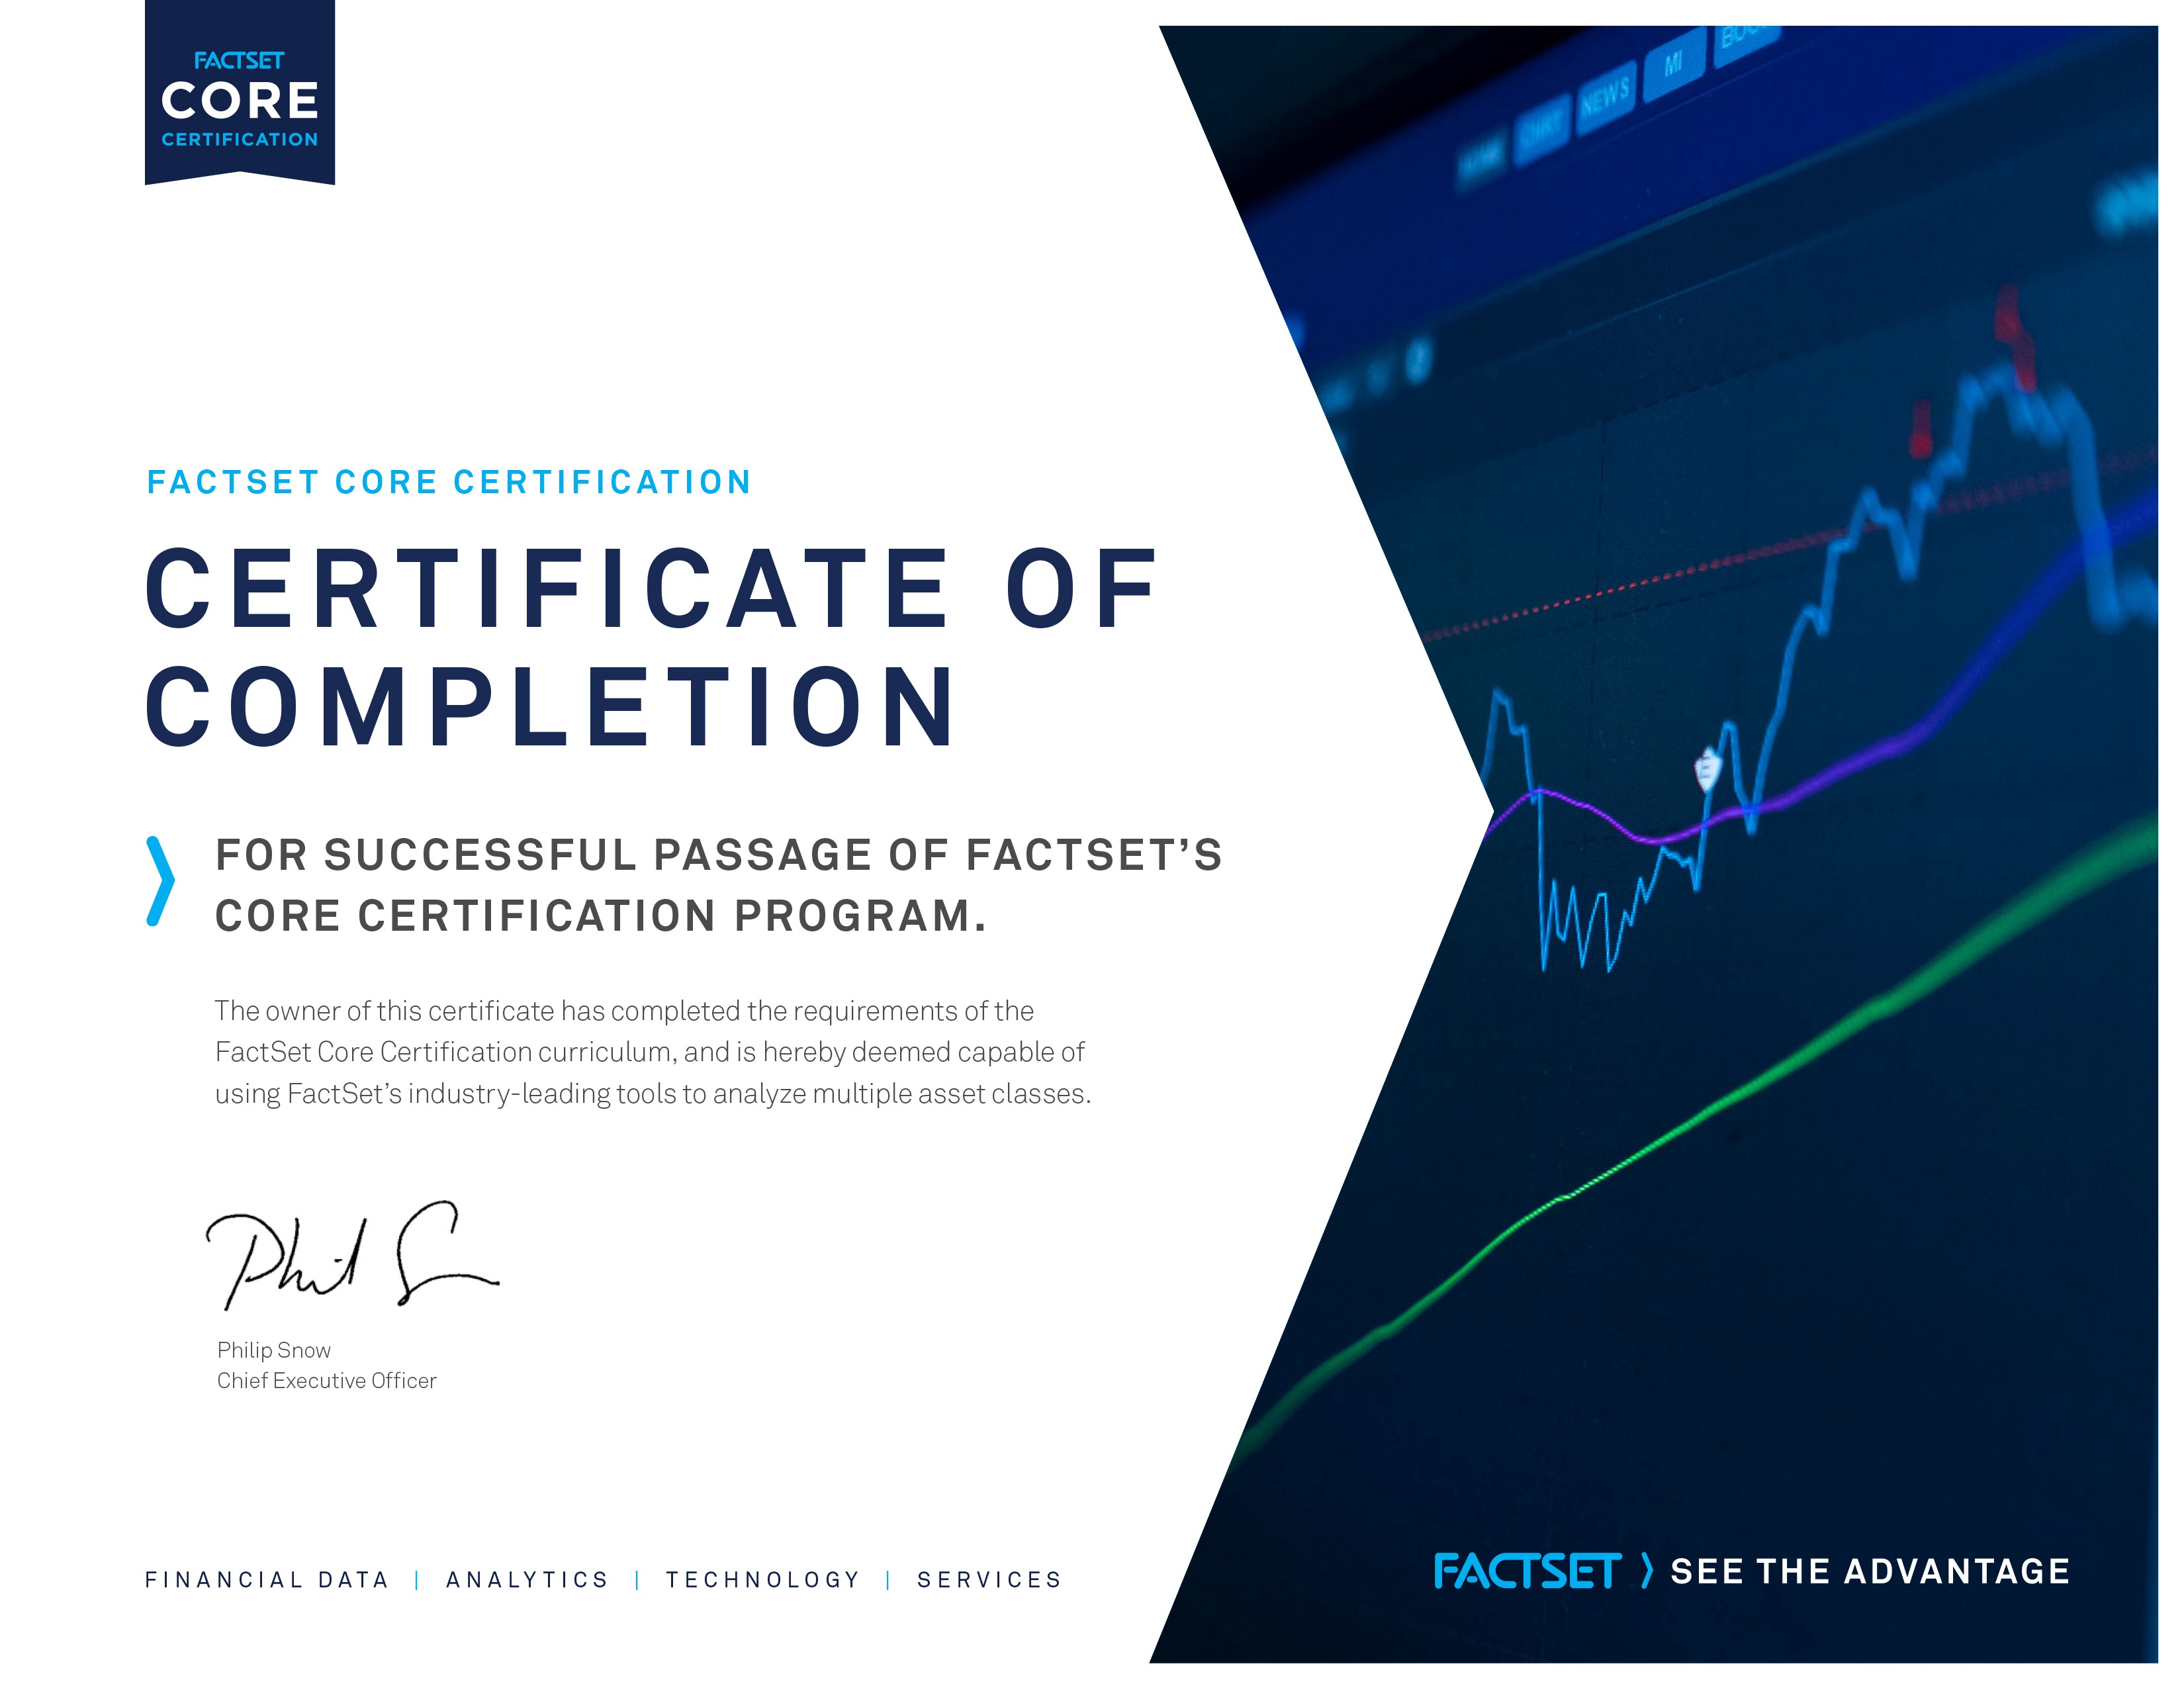 FACTSET
CORE
CERTIFICATION
FACTSET CORE CERTIFICATION
CERTIFICATE OF
COMPLETION
FOR SUCCESSFUL PASSAGE OF FACTSET’S
CORE CERTIFICATION PROGRAM.
The owner of this certificate has completed the requirements of the
FactSet Core Certification curriculum, and is hereby deemed capable of
using FactSet’s industry-leading tools to analyze multiple asset classes.
Phil S
Philip Snow
Chief Executive Officer
FINANCIAL DATA | ANALYTICS | TECHNOLOGY | SERVICES
NEWS
MI
FACTSET > SEE THE ADVANTAGE